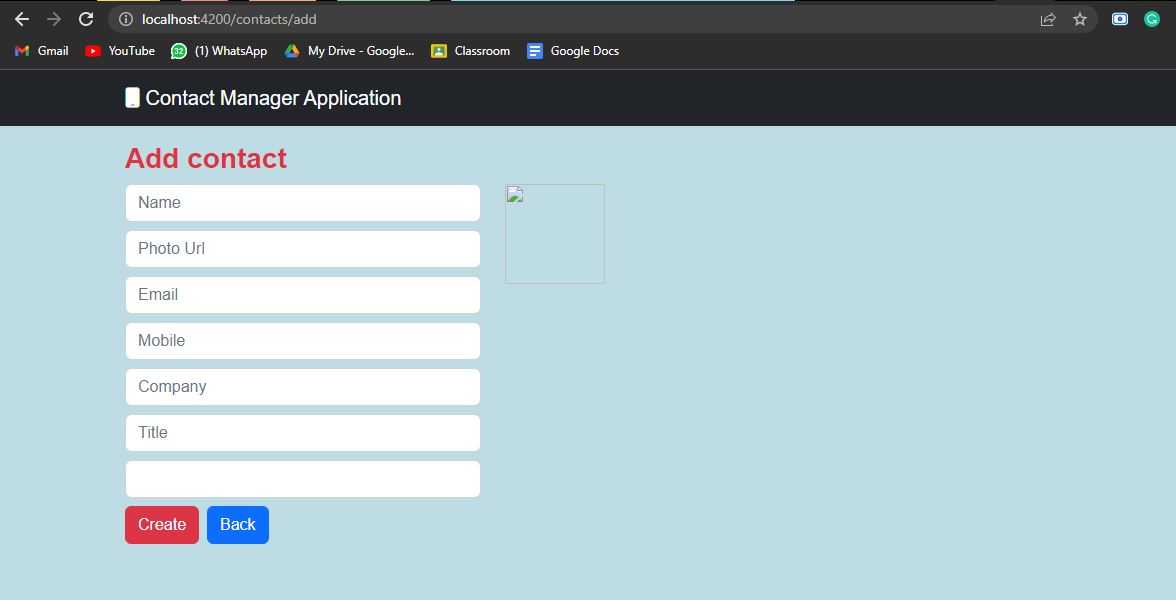 localhost:4200/contacts/add
Gmail YouTube 32 (1) WhatsApp My Drive - Google... Classroom Google Docs
Contact Manager Application
Add contact
Name
Photo Url
Email
Mobile
Company
Title
Create Back